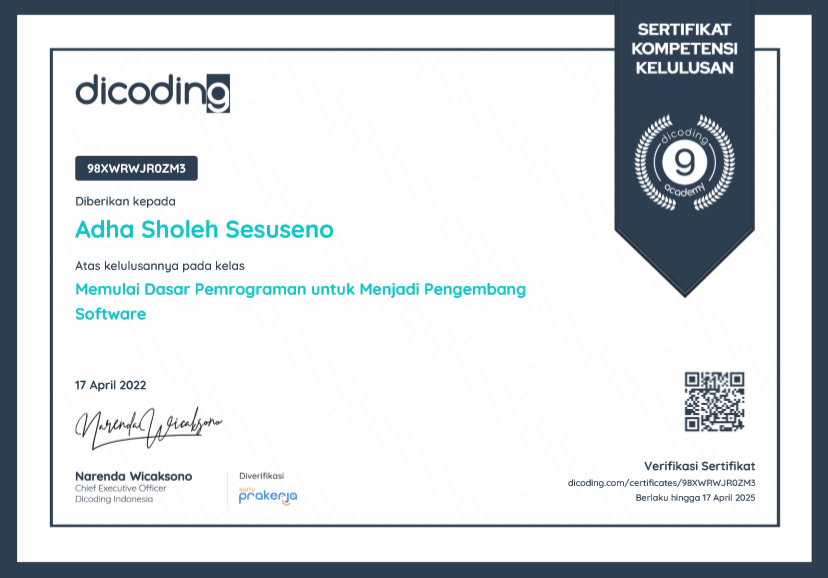 SERTIFIKAT
KOMPETENSI
KELULUSAN
dicoding
dicoding
9
academy
98XWRWJR0ZM3
Diberikan kepada
Adha Sholeh Sesuseno
Atas kelulusannya pada kelas
Memulai Dasar Pemrograman untuk Menjadi Pengembang
Software
17 April 2022
Narenda Wicaksono
Narenda Wicaksono
Chief Executive Officer
Dicoding Indonesia
Diverifikasi
kartu
prakerja
Verifikasi Sertifikat
dicoding.com/certificates/98XWRWJR0ZM3
Berlaku hingga 17 April 2025